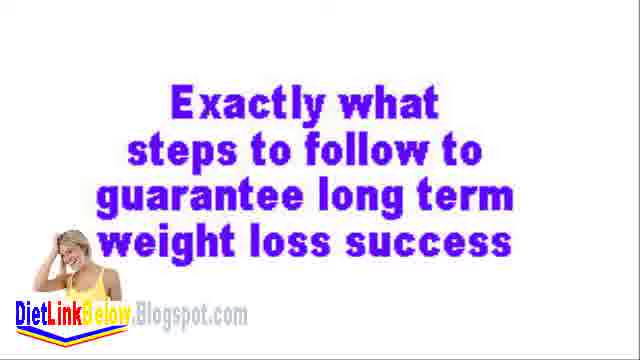 Exactly what
steps to follow to
guarantee long term
weight loss success
DietLinkBelow.Blogspot.com